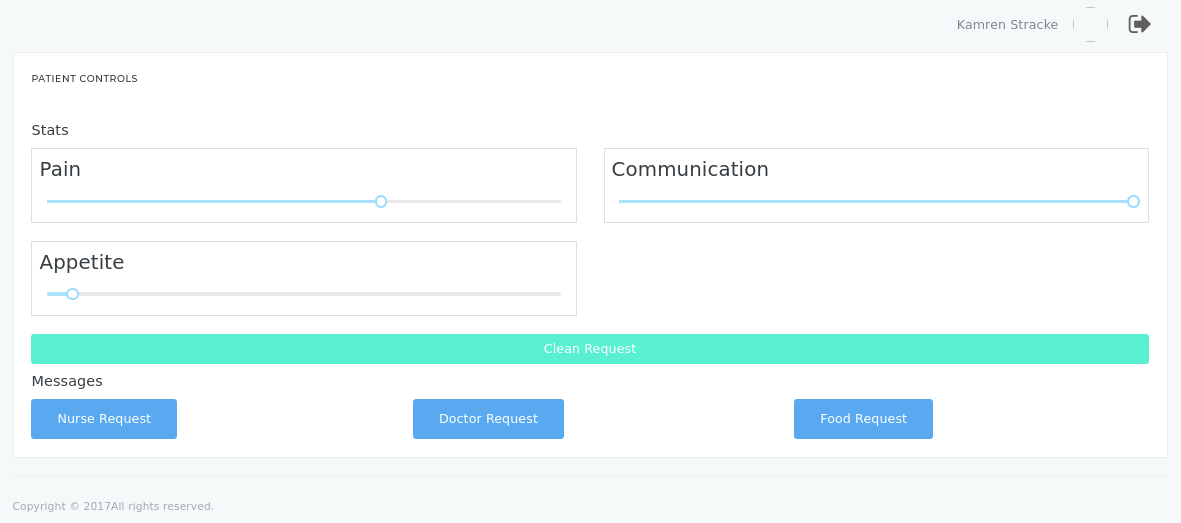 Kamren Stracke
PATIENT CONTROLS
Stats
Pain
Communication
Appetite
Clean Request
Messages
Nurse Request
Doctor Request
Food Request
Copyright © 2017All rights reserved.